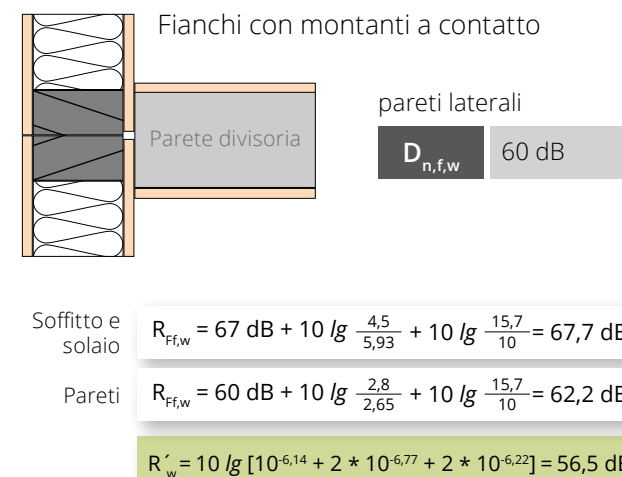 Fianchi con montanti a contatto
Parete divisoria
pareti laterali
D n,f,w 60 dB
Soffitto e solaio R Ff,w = 67 dB + 10 lg 4,5/5,93 + 10 lg 15,7/10 = 67,7 dB
Pareti R Ff,w = 60 dB + 10 lg 2,8/2,65 + 10 lg 15,7/10 = 62,2 dB
R´w = 10 lg [10^-6,14 + 2 * 10^-6,77 + 2 * 10^-6,22] = 56,5 dB